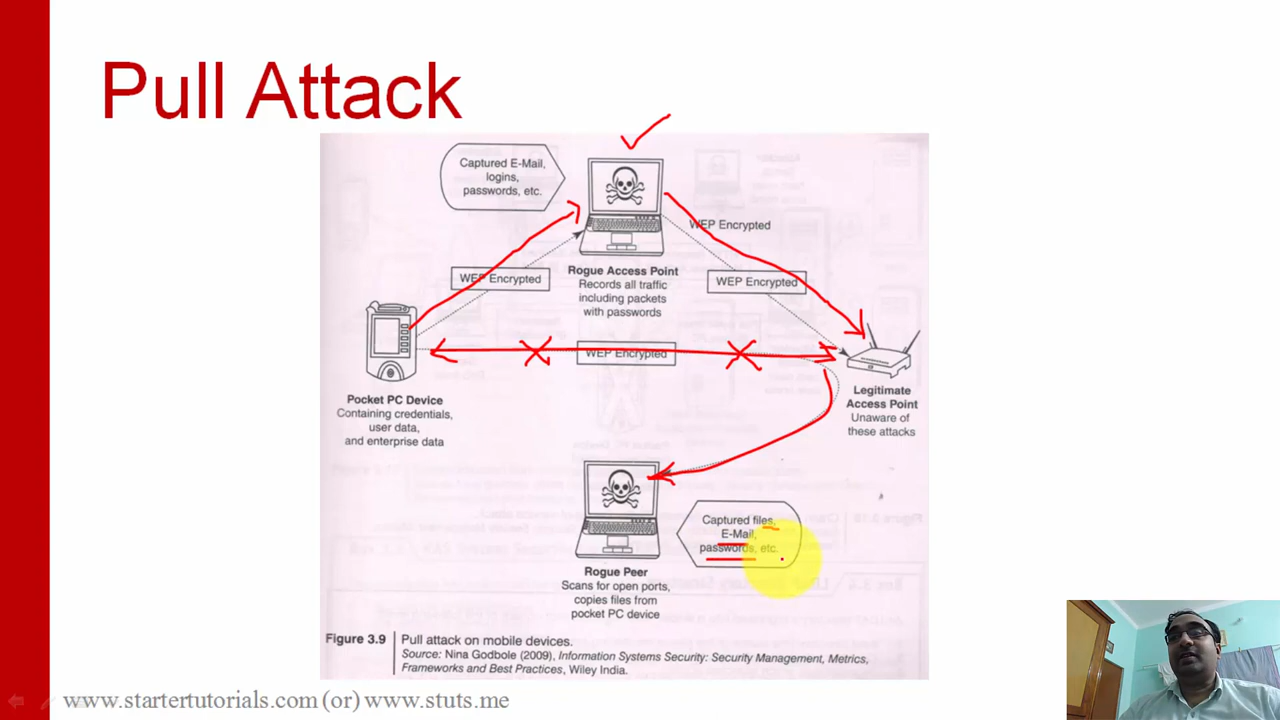 Pull Attack
Captured E-Mail,
logins,
passwords, etc.
WEP Encrypted
Rogue Access Point
Records all traffic
including packets
with passwords
WEP Encrypted
WEP Encrypted
WEP Encrypted
Pocket PC Device
Containing credentials,
user data,
and enterprise data
Legitimate
Access Point
Unaware of
these attacks
Captured files,
E-Mail,
passwords, etc.
Rogue Peer
Scans for open ports,
copies files from
pocket PC device
Figure 3.9 Pull attack on mobile devices.
Source: Nina Godbole (2009), Information Systems Security: Security Management, Metrics,
Frameworks and Best Practices, Wiley India.
www.startertutorials.com (or) www.stuts.me